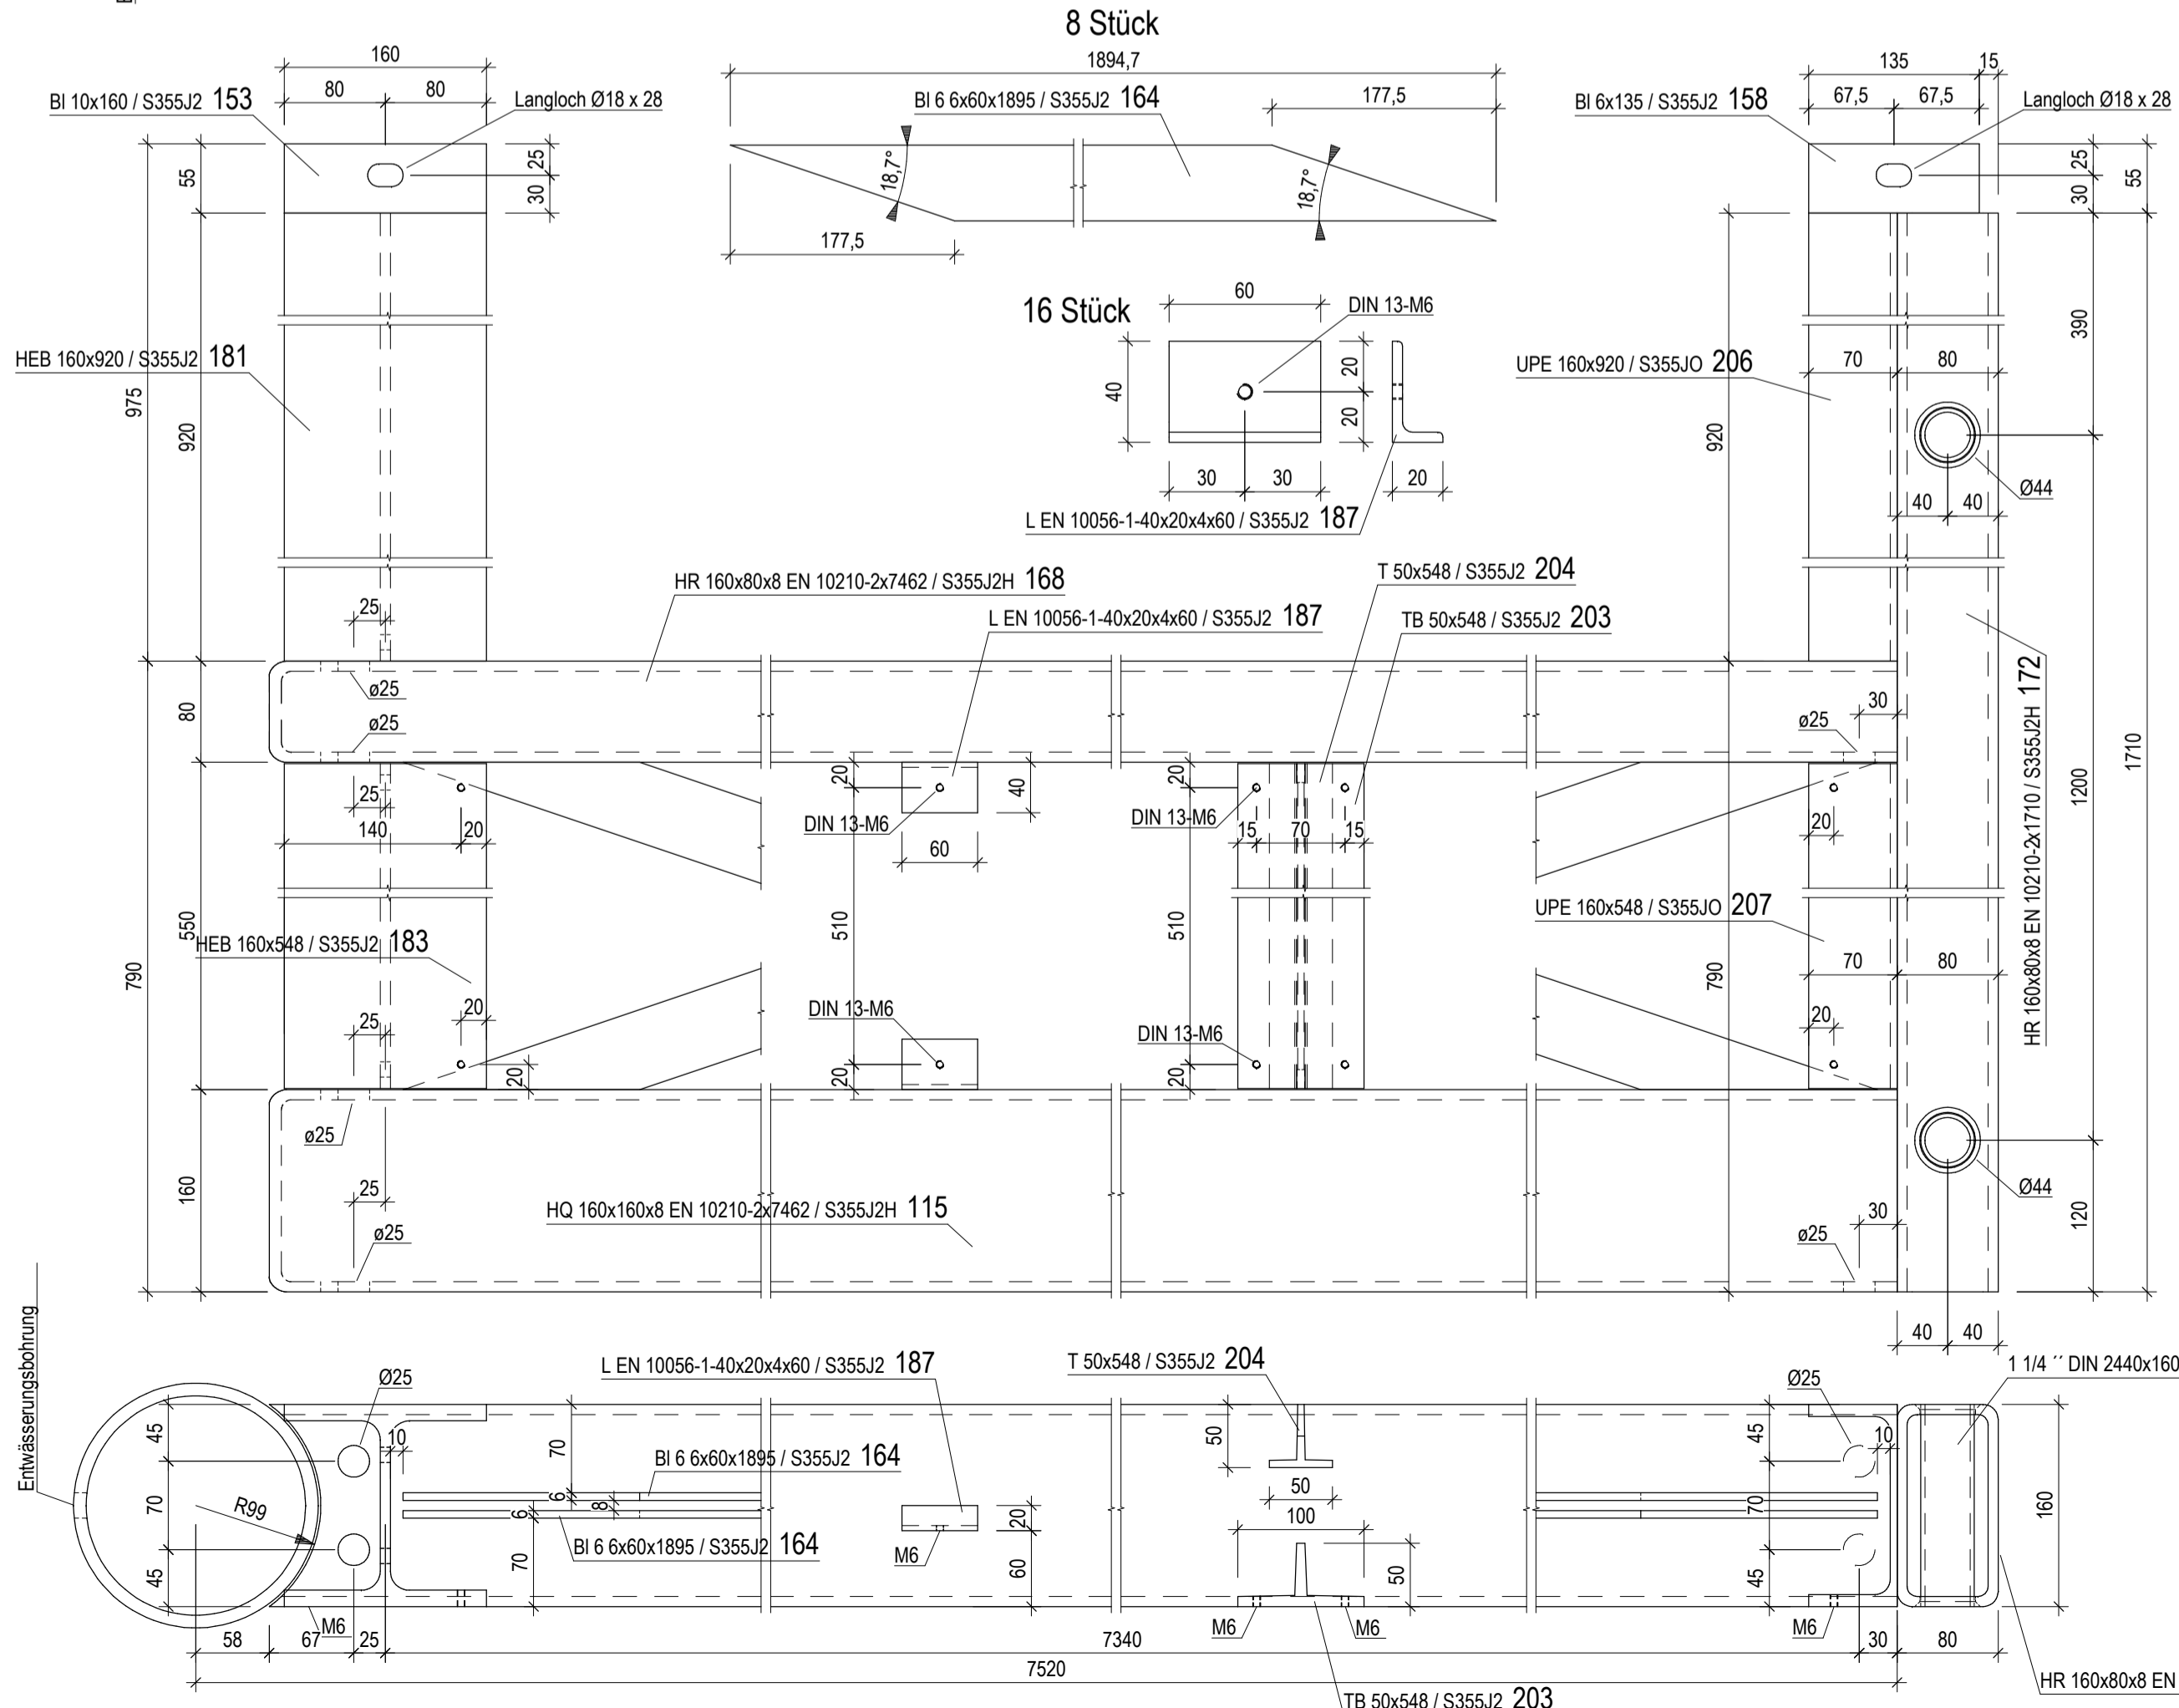 8 Stück
160
1894,7
135
15
80
80
Langloch Ø18 x 28
Bl 10x160 / S355J2 153
Bl 6 6x60x1895 / S355J2 164
177,5
Bl 6x135 / S355J2 158
67,5
67,5
Langloch Ø18 x 28
55
25
30
18,7°
18,7°
25
30
55
177,5
16 Stück
60
DIN 13-M6
390
HEB 160x920 / S355J2 181
40
20
20
UPE 160x920 / S355JO 206
70
80
975
920
920
30
30
20
Ø44
40
40
L EN 10056-1-40x20x4x60 / S355J2 187
HR 160x80x8 EN 10210-2x7462 / S355J2H 168
T 50x548 / S355J2 204
25
L EN 10056-1-40x20x4x60 / S355J2 187
TB 50x548 / S355J2 203
HR 160x80x8 EN 10210-2x1710 / S355J2H 172
80
ø25
ø25
30
ø25
1710
1200
25
20
40
20
140
20
DIN 13-M6
DIN 13-M6
15
70
15
20
60
550
510
510
UPE 160x548 / S355JO 207
HEB 160x548 / S355J2 183
790
790
70
80
20
25
DIN 13-M6
DIN 13-M6
20
20
20
20
ø25
160
25
HQ 160x160x8 EN 10210-2x7462 / S355J2H 115
ø25
30
ø25
Ø44
120
Entwässerungsbohrung
40
40
L EN 10056-1-40x20x4x60 / S355J2 187
T 50x548 / S355J2 204
1 1/4 ´´ DIN 2440x160
Ø25
Ø25
45
10
70
50
45
10
Bl 6 6x60x1895 / S355J2 164
50
70
R99
6
6
8
20
100
70
160
Bl 6 6x60x1895 / S355J2 164
M6
45
70
60
50
45
M6
M6
M6
M6
58
67
25
7340
30
80
7520
HR 160x80x8 EN
TB 50x548 / S355J2 203